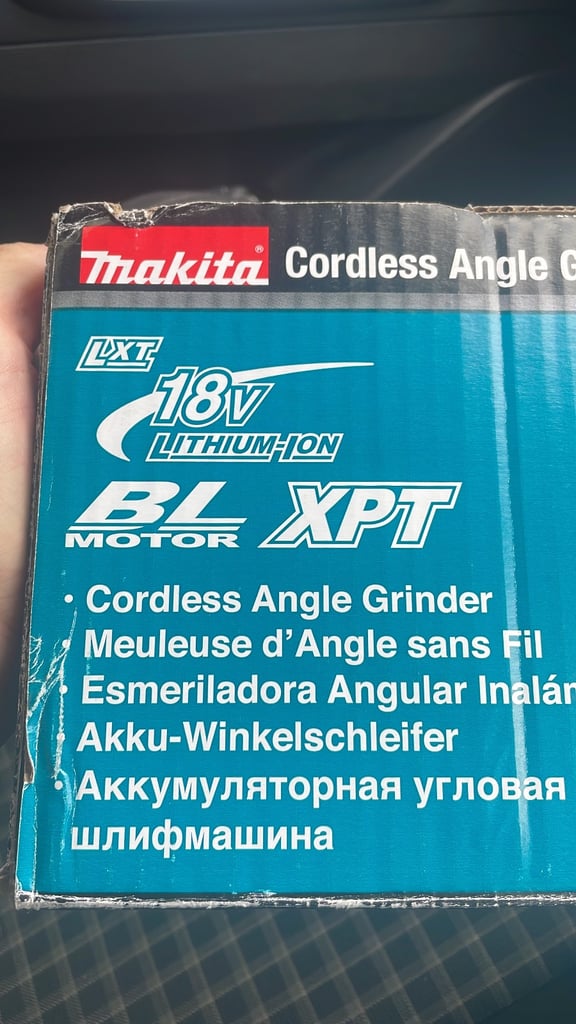 makita® Cordless Angle
LXT
18V
LITHIUM-ION
BL MOTOR XPT
• Cordless Angle Grinder
• Meuleuse d'Angle sans Fil
• Esmeriladora Angular
• Akku-Winkelschleifer
• Аккумуляторная угловая
шлифмашина